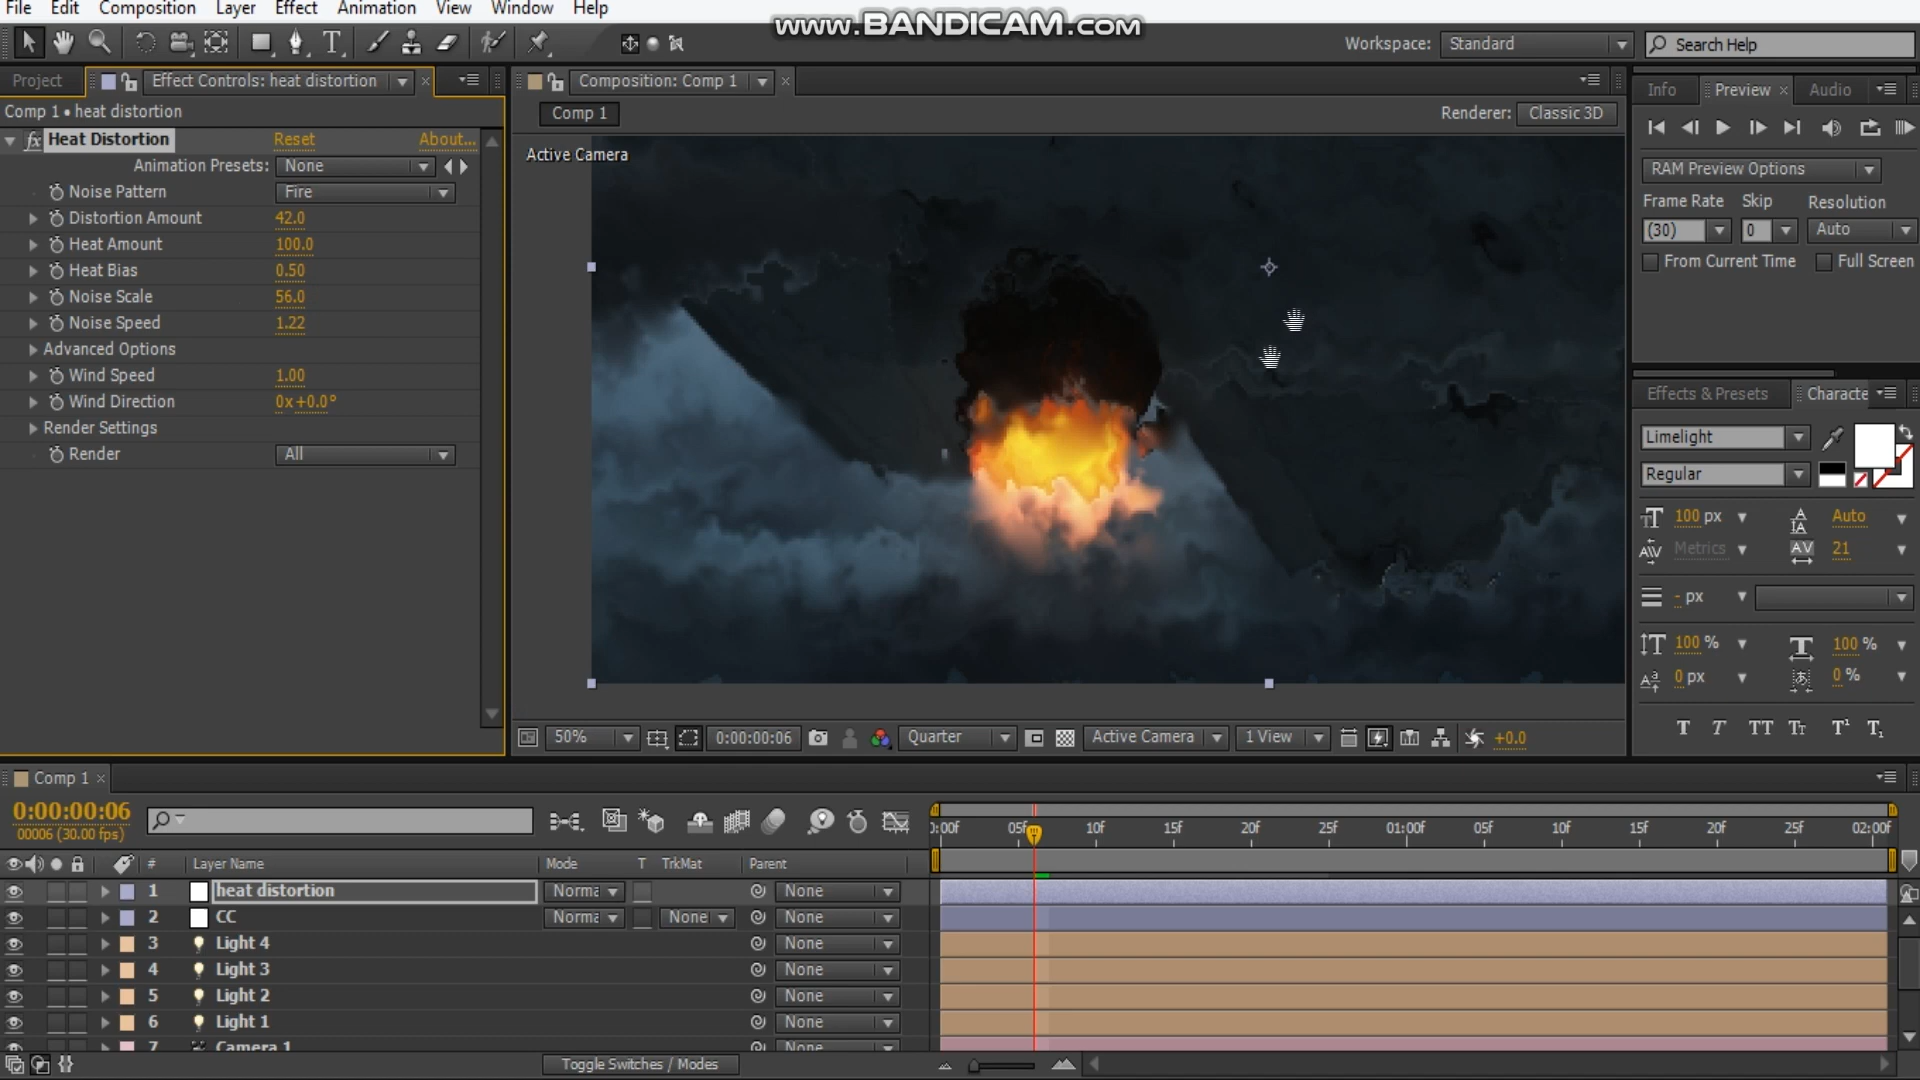 File Edit Composition Layer Effect Animation View Window Help
www.BANDICAM.com
Workspace: Standard
Search Help
Project
Effect Controls: heat distortion
Composition: Comp 1
Info Preview Audio
Comp 1 • heat distortion
Comp 1
Renderer: Classic 3D
fx Heat Distortion Reset About...
Active Camera
Animation Presets: None
RAM Preview Options
Noise Pattern Fire
Frame Rate Skip Resolution
Distortion Amount 42.0
(30) 0 Auto
Heat Amount 100.0
From Current Time Full Screen
Heat Bias 0.50
Noise Scale 56.0
Noise Speed 1.22
Advanced Options
Wind Speed 1.00
Effects & Presets Characte
Wind Direction 0x+0.0°
Render Settings
Limelight
Render All
Regular
100 px Auto
Metrics 21
- px
100 % 100 %
0 px 0 %
T T TT Tt T¹ T₁
50% 0:00:00:06 Quarter Active Camera 1 View +0.0
Comp 1
0:00:00:06
00006 (30.00 fps)
0:00f 05f 10f 15f 20f 25f 01:00f 05f 10f 15f 20f 25f 02:00f
# Layer Name Mode T TrkMat Parent
1 heat distortion Norma None
2 CC Norma None None
3 Light 4 None
4 Light 3 None
5 Light 2 None
6 Light 1 None
7 Camera 1 None
Toggle Switches / Modes